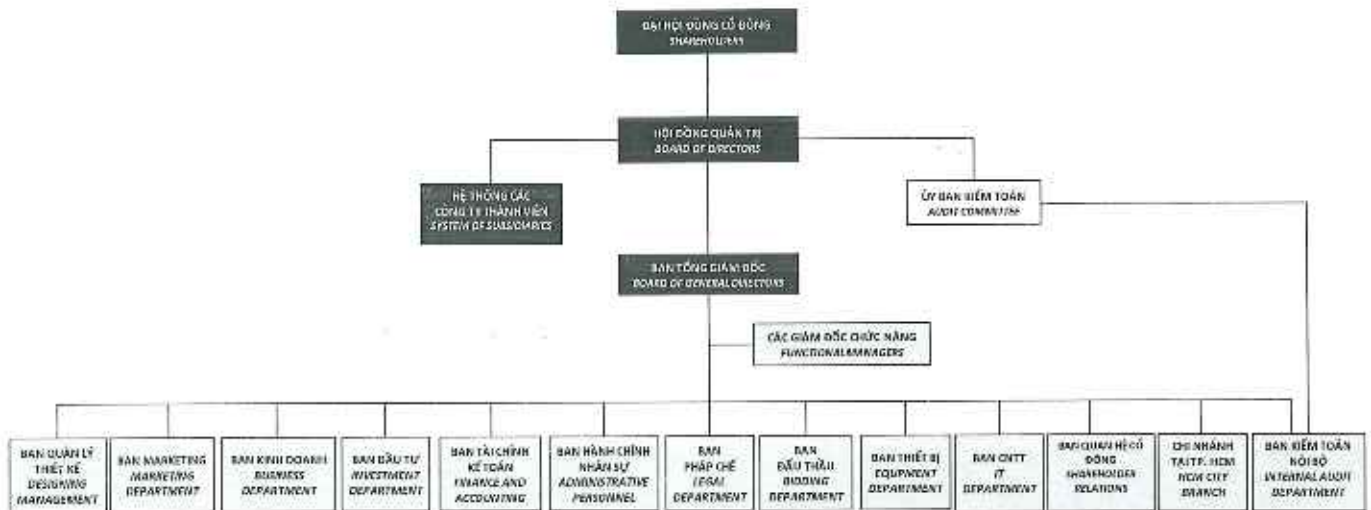 ĐẠI HỘI ĐỒNG CỔ ĐÔNG
SHAREHOLDERS
HỘI ĐỒNG QUẢN TRỊ
BOARD OF DIRECTORS
HỆ THỐNG CÁC
CÔNG TY THÀNH VIÊN
SYSTEM OF SUBSIDIARIES
ỦY BAN KIỂM TOÁN
AUDIT COMMITTEE
BAN TỔNG GIÁM ĐỐC
BOARD OF GENERAL DIRECTORS
CÁC GIÁM ĐỐC CHỨC NĂNG
FUNCTIONAL MANAGERS
BAN QUẢN LÝ
THIẾT KẾ
DESIGNING
MANAGEMENT
BAN MARKETING
MARKETING
DEPARTMENT
BAN KINH DOANH
BUSINESS
DEPARTMENT
BAN ĐẦU TƯ
INVESTMENT
DEPARTMENT
BAN TÀI CHÍNH
KẾ TOÁN
FINANCE AND
ACCOUNTING
BAN HÀNH CHÍNH
NHÂN SỰ
ADMINISTRATIVE
PERSONNEL
BAN
PHÁP CHẾ
LEGAL
DEPARTMENT
BAN
ĐẤU THẦU
BIDDING
DEPARTMENT
BAN THIẾT BỊ
EQUIPMENT
DEPARTMENT
BAN CNTT
IT
DEPARTMENT
BAN QUAN HỆ CỔ
ĐÔNG
SHAREHOLDER
RELATIONS
CHI NHÁNH
TẠI TP. HCM
HCM CITY
BRANCH
BAN KIỂM TOÁN
NỘI BỘ
INTERNAL AUDIT
DEPARTMENT